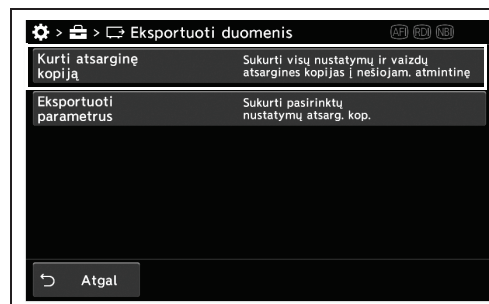 > > Eksportuoti duomenis AFI RDI NBI
Kurti atsarginę
kopiją
Sukurti visų nustatymų ir vaizdų
atsargines kopijas į nešiojam. atmintinę
Eksportuoti
parametrus
Sukurti pasirinktų
nustatymų atsarg. kop.
Atgal